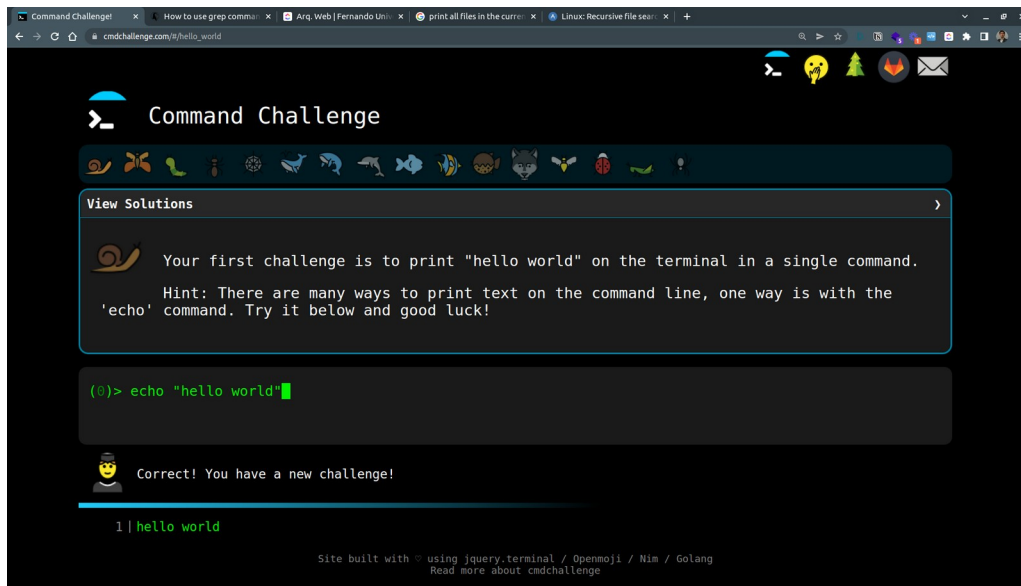 Command Challenge!
How to use grep comman
Arq. Web | Fernando Univ
print all files in the curren
Linux: Recursive file searc
cmdchallenge.com/#/hello_world
Command Challenge
View Solutions
Your first challenge is to print "hello world" on the terminal in a single command.
Hint: There are many ways to print text on the command line, one way is with the
'echo' command. Try it below and good luck!
(0)> echo "hello world"
Correct! You have a new challenge!
1|hello world
Site built with ♡ using jquery.terminal / Openmoji / Nim / Golang
Read more about cmdchallenge